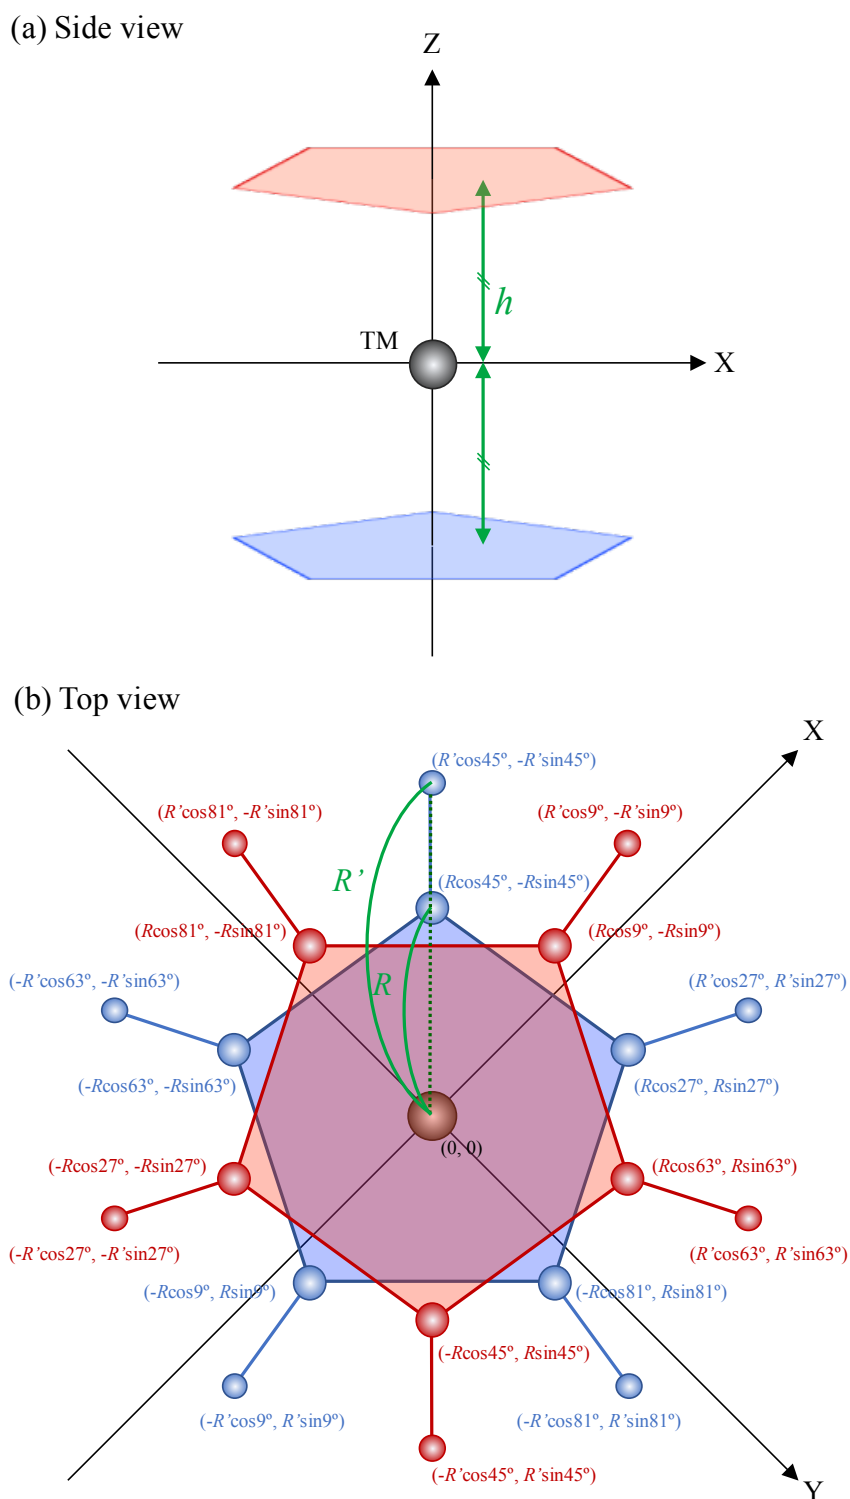 (a) Side view
Z
h
TM
X
(b) Top view
X
(R’cos45º, -R’sin45º)
(R’cos81º, -R’sin81º)
(R’cos9º, -R’sin9º)
R’
(Rcos45º, -Rsin45º)
(Rcos81º, -Rsin81º)
(Rcos9º, -Rsin9º)
(-R’cos63º, -R’sin63º)
R
(R’cos27º, R’sin27º)
(-Rcos63º, -Rsin63º)
(Rcos27º, Rsin27º)
(0, 0)
(-Rcos27º, -Rsin27º)
(Rcos63º, Rsin63º)
(-R’cos27º, -R’sin27º)
(R’cos63º, R’sin63º)
(-Rcos9º, Rsin9º)
(-Rcos81º, Rsin81º)
(-Rcos45º, Rsin45º)
(-R’cos9º, R’sin9º)
(-R’cos81º, R’sin81º)
(-R’cos45º, R’sin45º)
Y